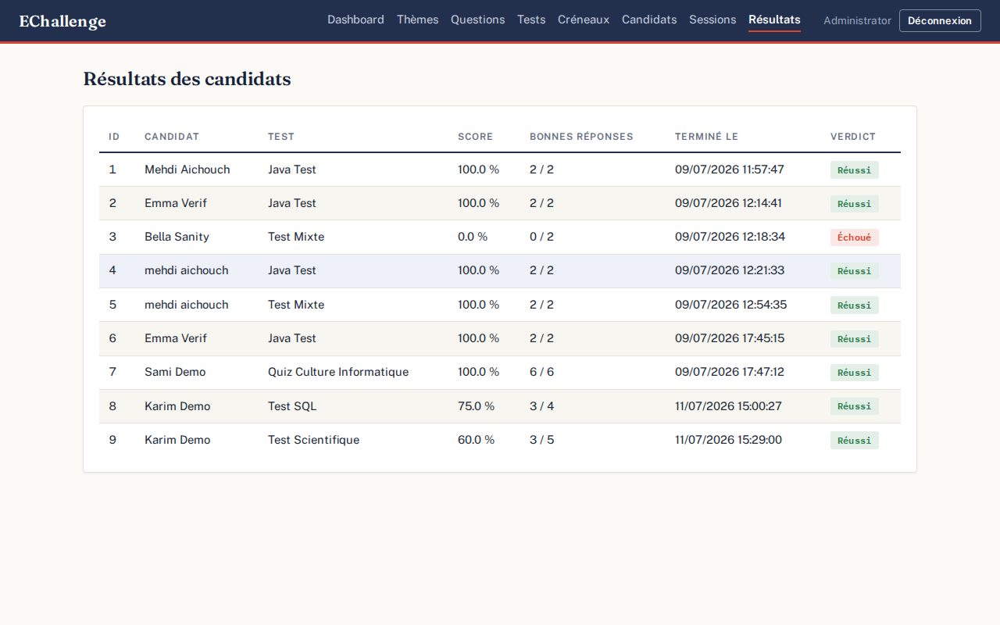 EChallenge Dashboard Thèmes Questions Tests Créneaux Candidats Sessions Résultats Administrator Déconnexion
Résultats des candidats
ID CANDIDAT TEST SCORE BONNES RÉPONSES TERMINÉ LE VERDICT
1 Mehdi Aichouch Java Test 100.0 % 2 / 2 09/07/2026 11:57:47 Réussi
2 Emma Verif Java Test 100.0 % 2 / 2 09/07/2026 12:14:41 Réussi
3 Bella Sanity Test Mixte 0.0 % 0 / 2 09/07/2026 12:18:34 Échoué
4 mehdi aichouch Java Test 100.0 % 2 / 2 09/07/2026 12:21:33 Réussi
5 mehdi aichouch Test Mixte 100.0 % 2 / 2 09/07/2026 12:54:35 Réussi
6 Emma Verif Java Test 100.0 % 2 / 2 09/07/2026 17:45:15 Réussi
7 Sami Demo Quiz Culture Informatique 100.0 % 6 / 6 09/07/2026 17:47:12 Réussi
8 Karim Demo Test SQL 75.0 % 3 / 4 11/07/2026 15:00:27 Réussi
9 Karim Demo Test Scientifique 60.0 % 3 / 5 11/07/2026 15:29:00 Réussi